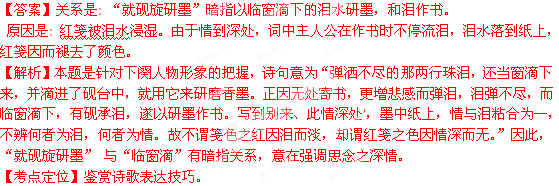 【答案】关系是:“就砚旋研墨”暗指以临窗滴下的泪水研墨，和泪作书。
原因是: 红笺被泪水浸湿。由于情到深处，词中主人公在作书时不停流泪，泪水落到纸上，
红笺因而褪去了颜色。
【解析】本题是针对下阕人物形象的把握，诗句意为“弹洒不尽的那两行珠泪，还当窗滴下
来，并滴进了砚台中，就用它来研磨香墨。正因无处寄书，更增悲感而弹泪，泪弹不尽，而
临窗滴下，有砚承泪，遂以研墨作书。写到别来、此情深处，墨中纸上，情与泪粘合为一，
不辨何者为泪，何者为情。故不谓笺色之红因泪而淡，却谓红笺之色因情深而无。”因此，
“就砚旋研墨” 与 “临窗滴”有暗指关系，意在强调思念之深情。
【考点定位】鉴赏诗歌表达技巧。